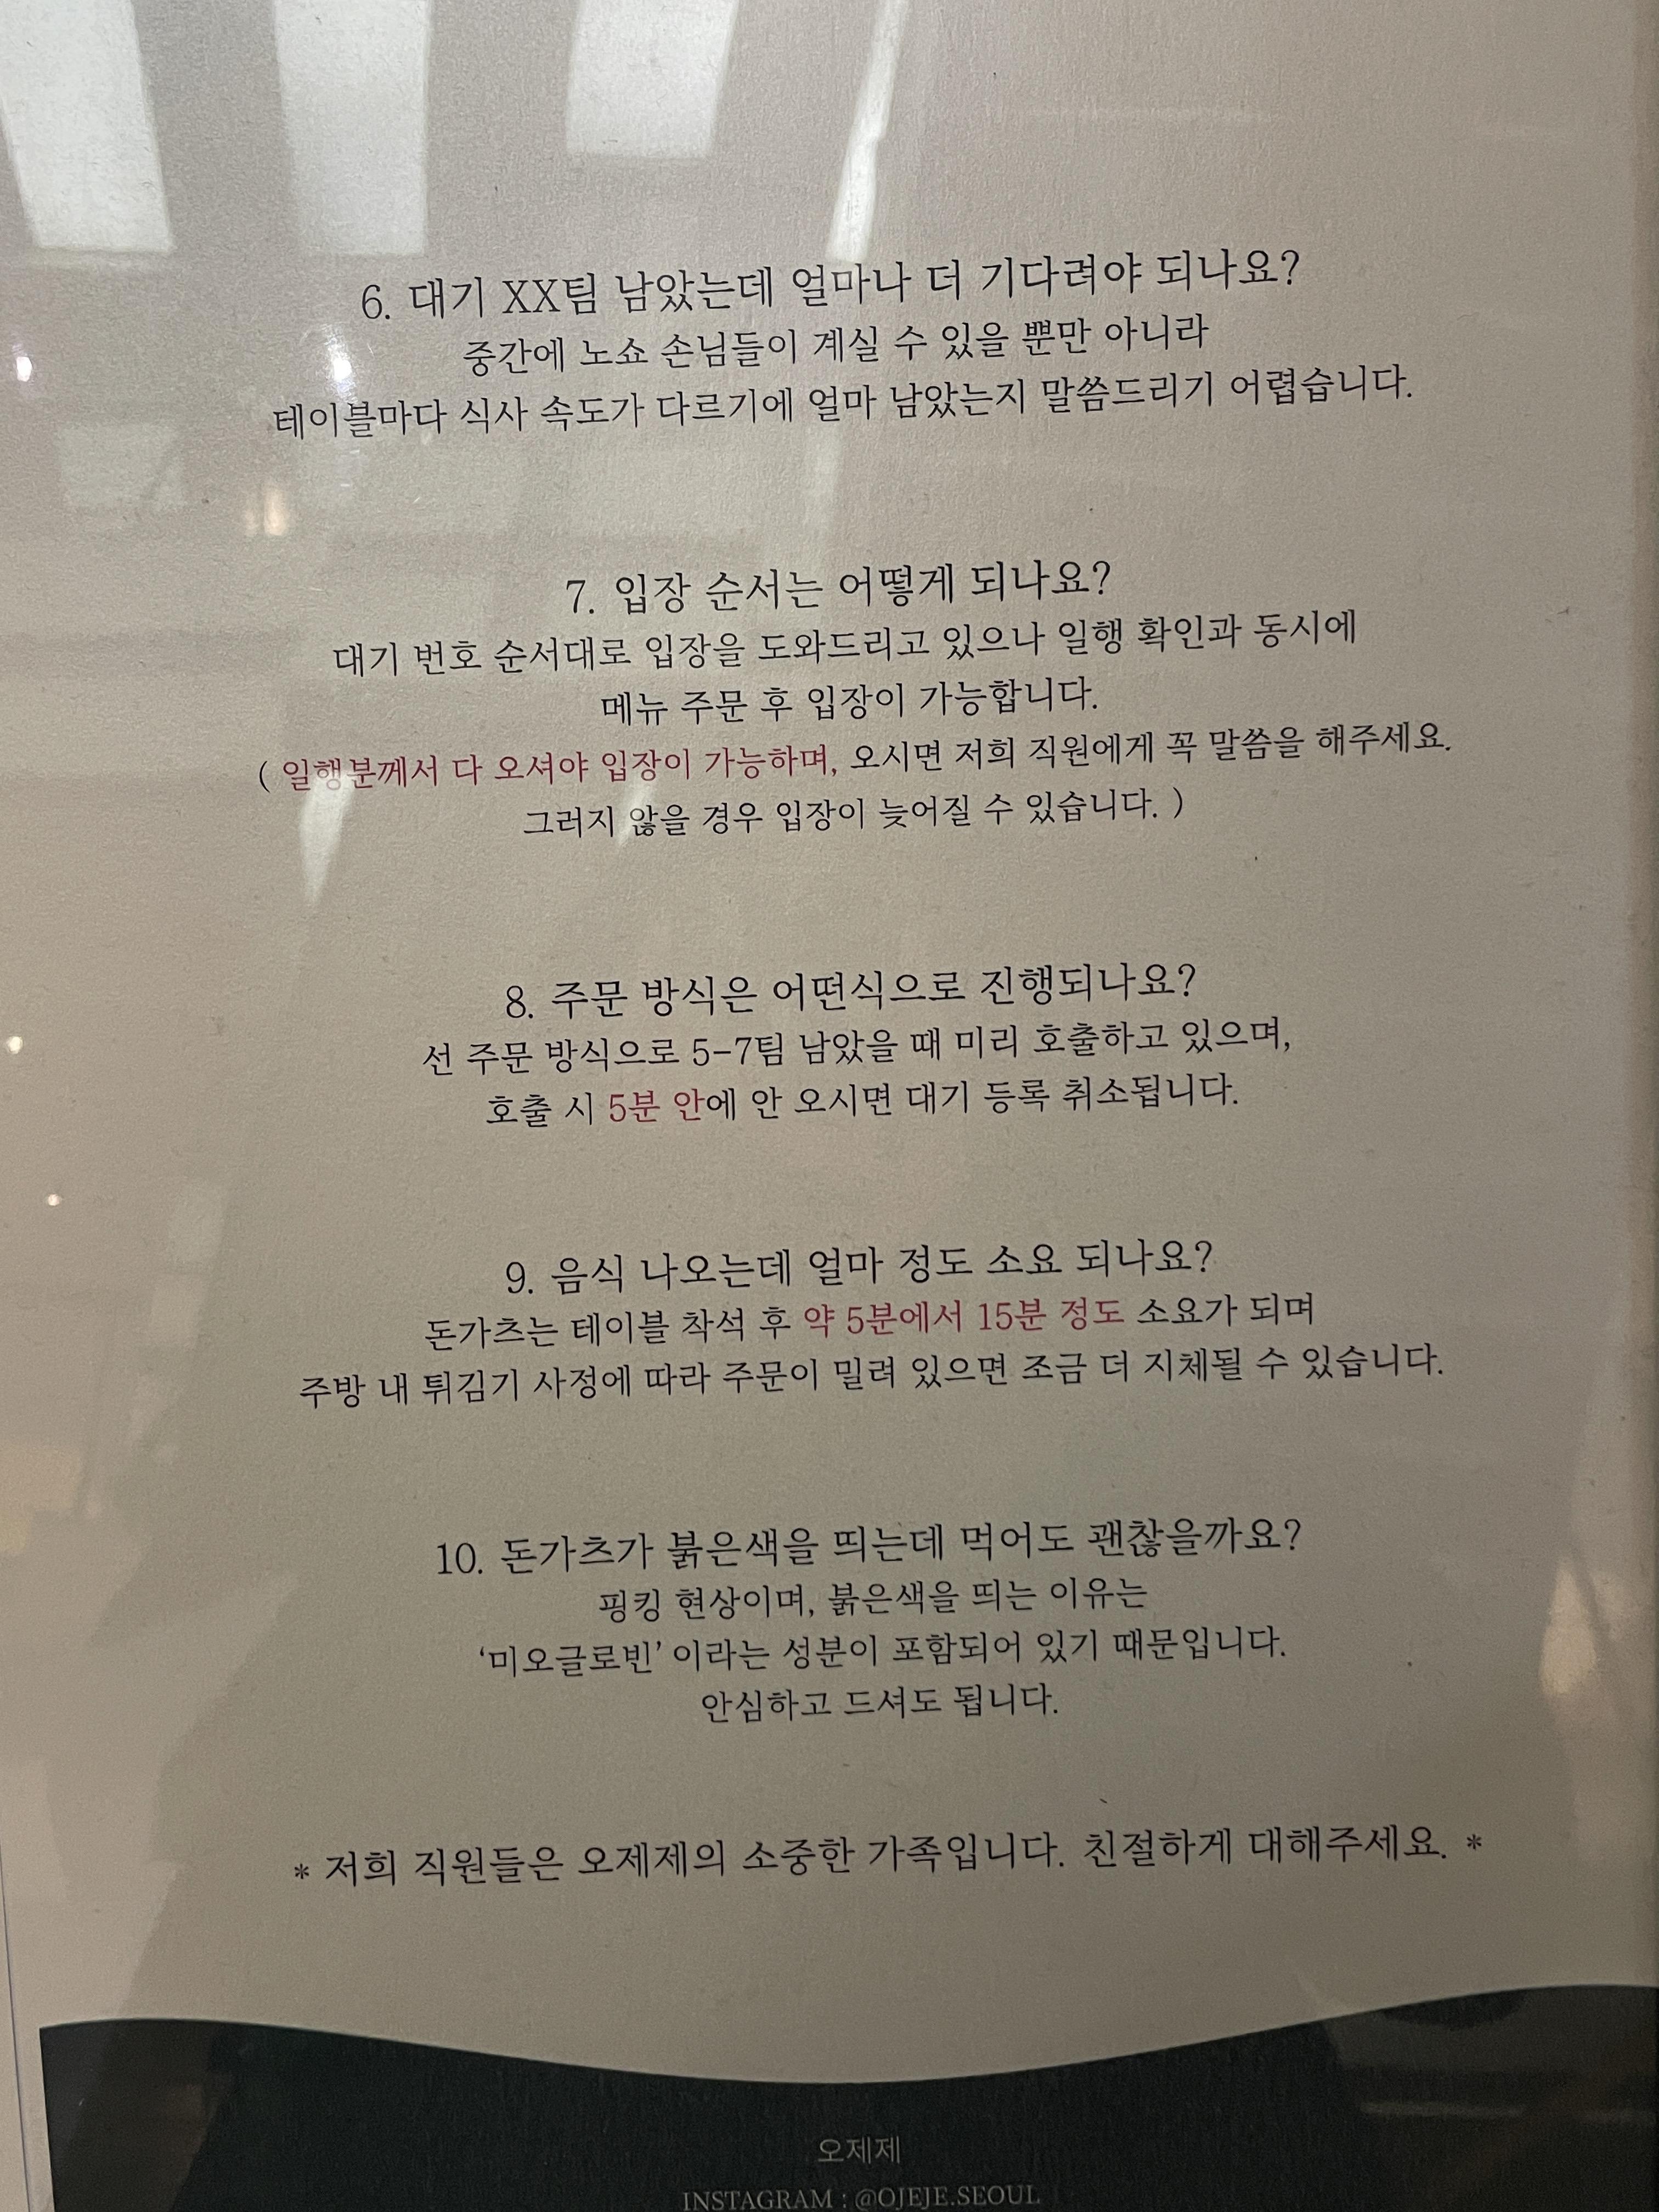 6. 대기 XX팀 남았는데 얼마나 더 기다려야 되나요?
중간에 노쇼 손님들이 계실 수 있을 뿐만 아니라
테이블마다 식사 속도가 다르기에 얼마 남았는지 말씀드리기 어렵습니다.
7. 입장 순서는 어떻게 되나요?
대기 번호 순서대로 입장을 도와드리고 있으나 일행 확인과 동시에
메뉴 주문 후 입장이 가능합니다.
( 일행분께서 다 오셔야 입장이 가능하며, 오시면 저희 직원에게 꼭 말씀을 해주세요.
그러지 않을 경우 입장이 늦어질 수 있습니다. )
8. 주문 방식은 어떤식으로 진행되나요?
선 주문 방식으로 5-7팀 남았을 때 미리 호출하고 있으며,
호출 시 5분 안에 안 오시면 대기 등록 취소됩니다.
9. 음식 나오는데 얼마 정도 소요 되나요?
돈가츠는 테이블 착석 후 약 5분에서 15분 정도 소요가 되며
주방 내 튀김기 사정에 따라 주문이 밀려 있으면 조금 더 지체될 수 있습니다.
10. 돈가츠가 붉은색을 띄는데 먹어도 괜찮을까요?
핑킹 현상이며, 붉은색을 띄는 이유는
‘미오글로빈’ 이라는 성분이 포함되어 있기 때문입니다.
안심하고 드셔도 됩니다.
* 저희 직원들은 오제제의 소중한 가족입니다. 친절하게 대해주세요. *
오제제
INSTAGRAM : @OJEJE.SEOUL